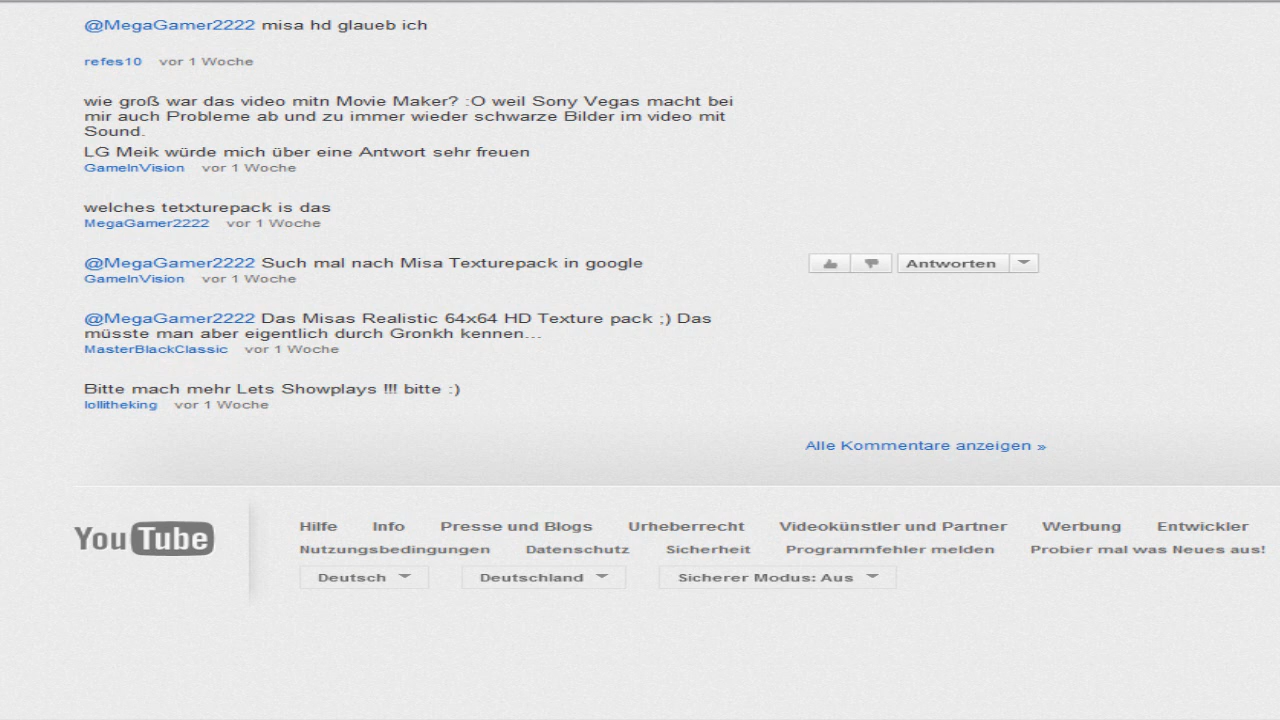 @MegaGamer2222 misa hd glaueb ich
refes10 vor 1 Woche
wie groß war das video mitn Movie Maker? :O weil Sony Vegas macht bei
mir auch Probleme ab und zu immer wieder schwarze Bilder im video mit
Sound.
LG Meik würde mich über eine Antwort sehr freuen
GameInVision vor 1 Woche
welches tetxturepack is das
MegaGamer2222 vor 1 Woche
@MegaGamer2222 Such mal nach Misa Texturepack in google
Antworten
GameInVision vor 1 Woche
@MegaGamer2222 Das Misas Realistic 64x64 HD Texture pack ;) Das
müsste man aber eigentlich durch Gronkh kennen...
MasterBlackClassic vor 1 Woche
Bitte mach mehr Lets Showplays !!! bitte :)
lollitheking vor 1 Woche
Alle Kommentare anzeigen »
YouTube
Hilfe Info Presse und Blogs Urheberrecht Videokünstler und Partner Werbung Entwickler
Nutzungsbedingungen Datenschutz Sicherheit Programmfehler melden Probier mal was Neues aus!
Deutsch Deutschland Sicherer Modus: Aus